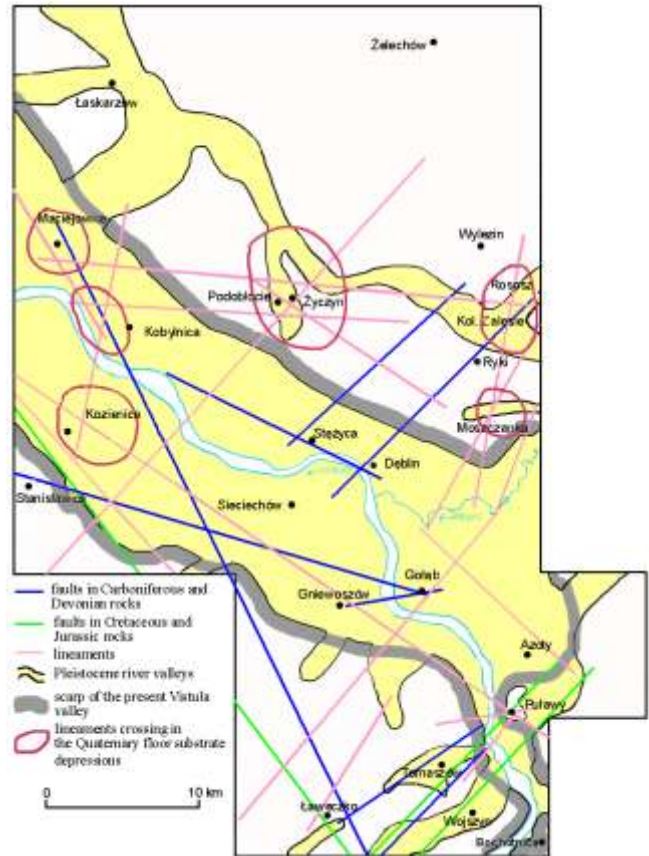 Żelechów
Łaskarzew
Maciejowice
Wylezin
Podobłocie
Życzyn
Rososz
Kol. Zalesie
Kobylnica
Ryki
Kozienice
Moszczanka
Stężyca
Dęblin
Stanisławice
Sieciechów
Gołąb
Gniewoszów
faults in Carboniferous and
Devonian rocks
faults in Cretaceous and
Jurassic rocks
lineaments
Pleistocene river valleys
scarp of the present Vistula
valley
lineaments crossing in
the Quaternary floor substrate
depressions
Ażoty
Puławy
Tomaszów
0
10 km
Ławeczko
Wojszyn
Bochotnica